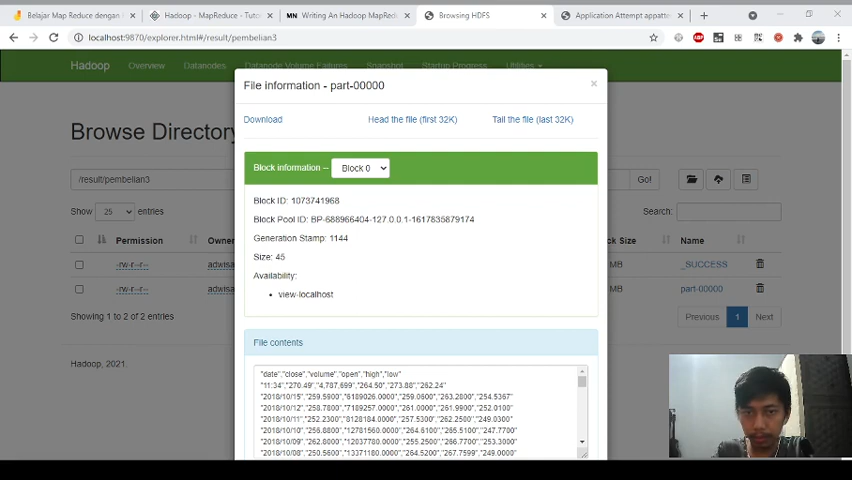 Belajar Map Reduce dengan
Hadoop - MapReduce - Tutor
MN Writing An Hadoop MapRed
Browsing HDFS
Application Attempt appatte
localhost:9870/explorer.html#/result/pembelian3
Hadoop Overview Datanodes Datanode Volume Failures Snapshot Startup Progress Utilities
File information - part-00000 ×
Download Head the file (first 32K) Tail the file (last 32K)
Browse Directory
Block information -- Block 0
/result/pembelian3
Go!
Block ID: 1073741968
Show 25 entries
Search:
Block Pool ID: BP-688966404-127.0.0.1-1617835879174
Permission Owne
ck Size Name
Generation Stamp: 1144
Size: 45
-rw-r--r-- adwisa
MB _SUCCESS
Availability:
-rw-r--r-- adwisa
MB part-00000
view-localhost
Showing 1 to 2 of 2 entries
Previous 1 Next
File contents
Hadoop, 2021.
"date","close","volume","open","high","low"
"11:34","270.49","4,787,699","264.50","273.88","262.24"
"2018/10/15","259.5900","6189026.0000","259.0600","263.2800","254.5367"
"2018/10/12","258.7800","7189257.0000","261.0000","261.9900","252.0100"
"2018/10/11","252.2300","8128184.0000","257.5300","262.2500","249.0300"
"2018/10/10","256.8800","12781560.0000","264.6100","265.5100","247.7700"
"2018/10/09","262.8000","12037780.0000","255.2500","266.7700","253.3000"
"2018/10/08","250.5600","13371180.0000","264.5200","267.7599","249.0000"